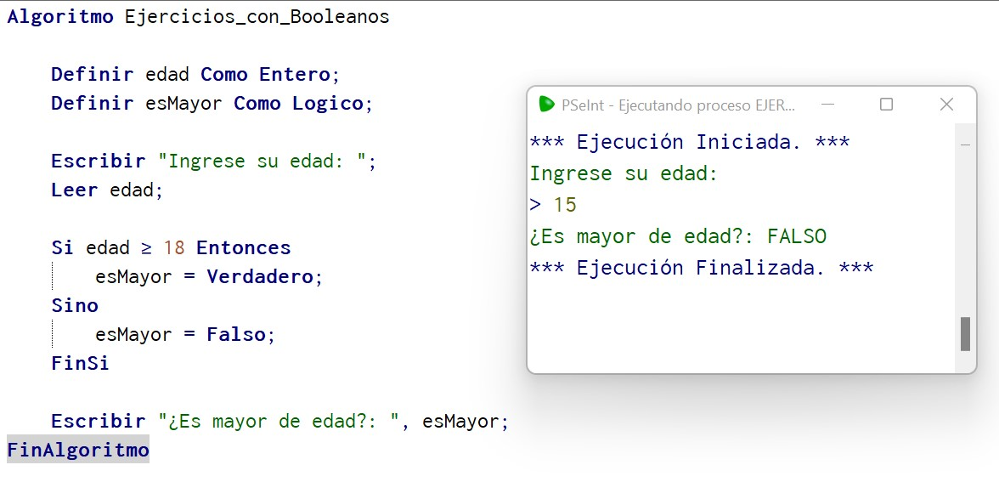 Algoritmo Ejercicios_con_Booleanos
Definir edad Como Entero;
Definir esMayor Como Logico;
Escribir "Ingrese su edad: ";
Leer edad;
Si edad ≥ 18 Entonces
esMayor = Verdadero;
Sino
esMayor = Falso;
FinSi
Escribir "¿Es mayor de edad?: ", esMayor;
FinAlgoritmo
PSeInt - Ejecutando proceso EJER...
*** Ejecución Iniciada. ***
Ingrese su edad:
> 15
¿Es mayor de edad?: FALSO
*** Ejecución Finalizada. ***